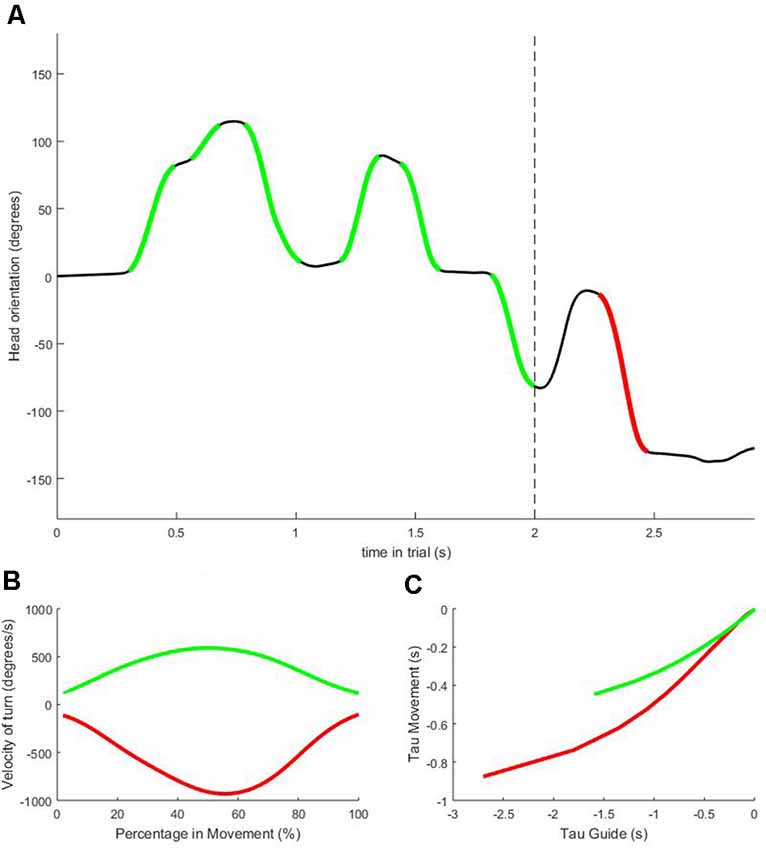 A
150
100
50
0
-50
-100
-150
Head orientation (degrees)
0 0.5 1 1.5 2 2.5
time in trial (s)
B
1000
500
0
-500
-1000
Velocity of turn (degrees/s)
0 20 40 60 80 100
Percentage in Movement (%)
C
0
-0.2
-0.4
-0.6
-0.8
-1
Tau Movement (s)
-3 -2.5 -2 -1.5 -1 -0.5 0
Tau Guide (s)